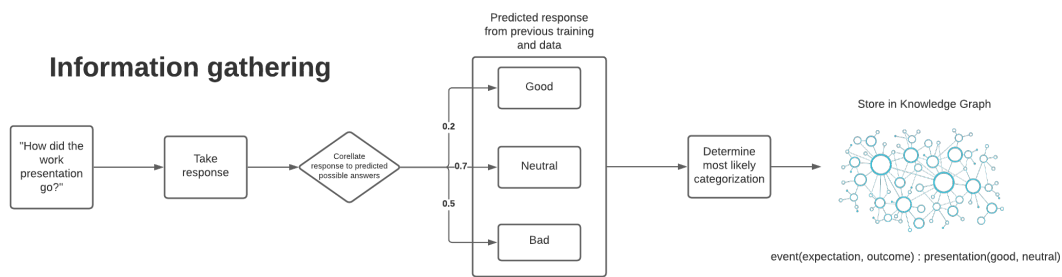 Information gathering
"How did the
work
presentation
go?"
Take
response
Corellate
response to predicted
possible answers
0.2
0.7
0.5
Predicted response
from previous training
and data
Good
Neutral
Bad
Determine
most likely
categorization
Store in Knowledge Graph
event(expectation, outcome) : presentation(good, neutral)